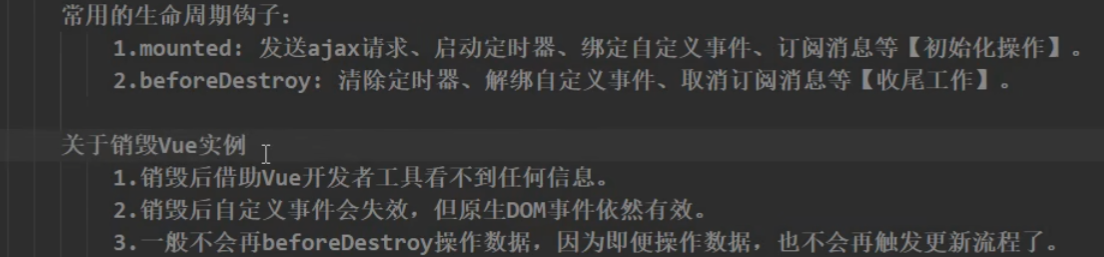 常用的生命周期钩子：
1.mounted: 发送ajax请求、启动定时器、绑定自定义事件、订阅消息等【初始化操作】。
2.beforeDestroy: 清除定时器、解绑自定义事件、取消订阅消息等【收尾工作】。
关于销毁Vue实例
1.销毁后借助Vue开发者工具看不到任何信息。
2.销毁后自定义事件会失效，但原生DOM事件依然有效。
3.一般不会再beforeDestroy操作数据，因为即便操作数据，也不会再触发更新流程了。